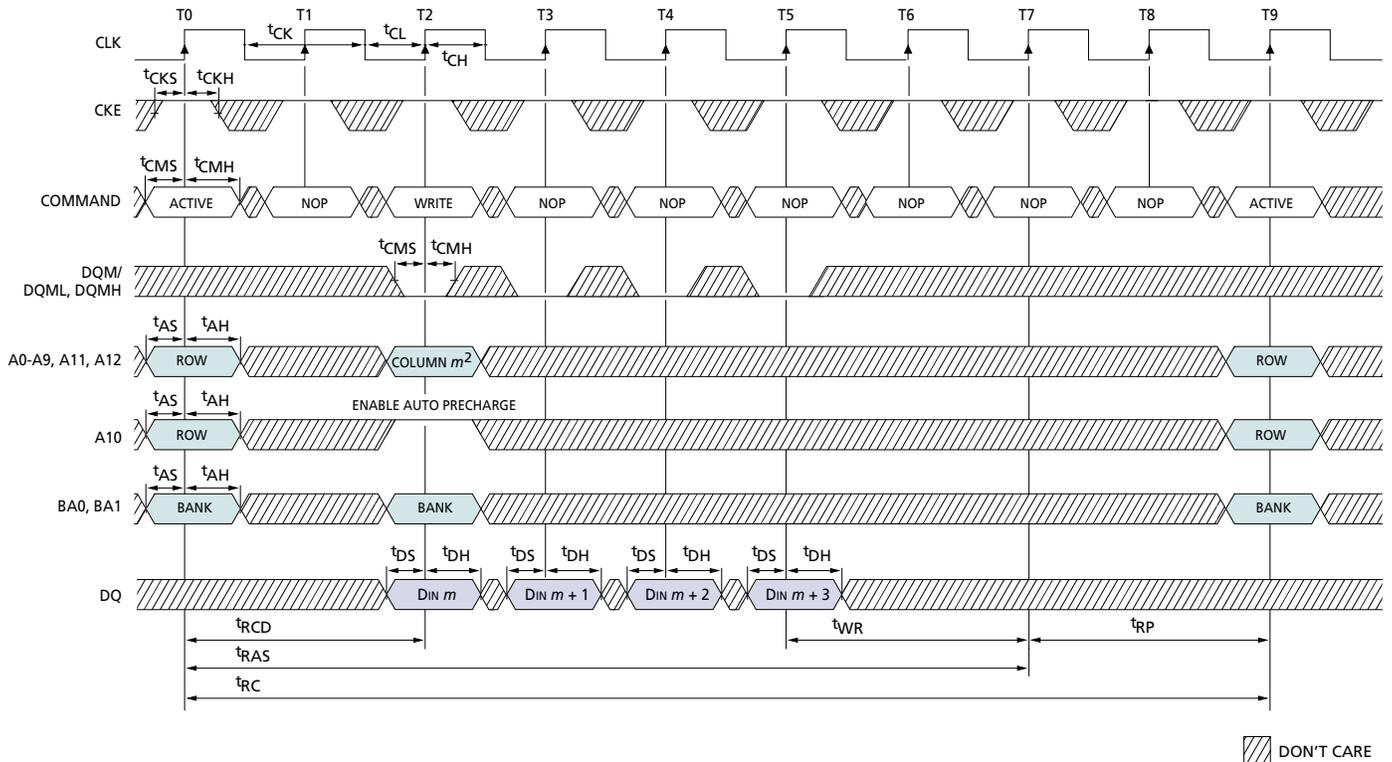 T0 T1 T2 T3 T4 T5 T6 T7 T8 T9
CLK tCK tCL tCH
tCKS tCKH
CKE
tCMS tCMH
COMMAND ACTIVE NOP WRITE NOP NOP NOP NOP NOP NOP ACTIVE
tCMS tCMH
DQM/
DQML, DQMH
tAS tAH
A0-A9, A11, A12 ROW COLUMN m2 ROW
tAS tAH
ENABLE AUTO PRECHARGE
A10 ROW ROW
tAS tAH
BA0, BA1 BANK BANK BANK
tDS tDH tDS tDH tDS tDH tDS tDH
DQ DIN m DIN m + 1 DIN m + 2 DIN m + 3
tRCD tWR tRP
tRAS
tRC
DON'T CARE